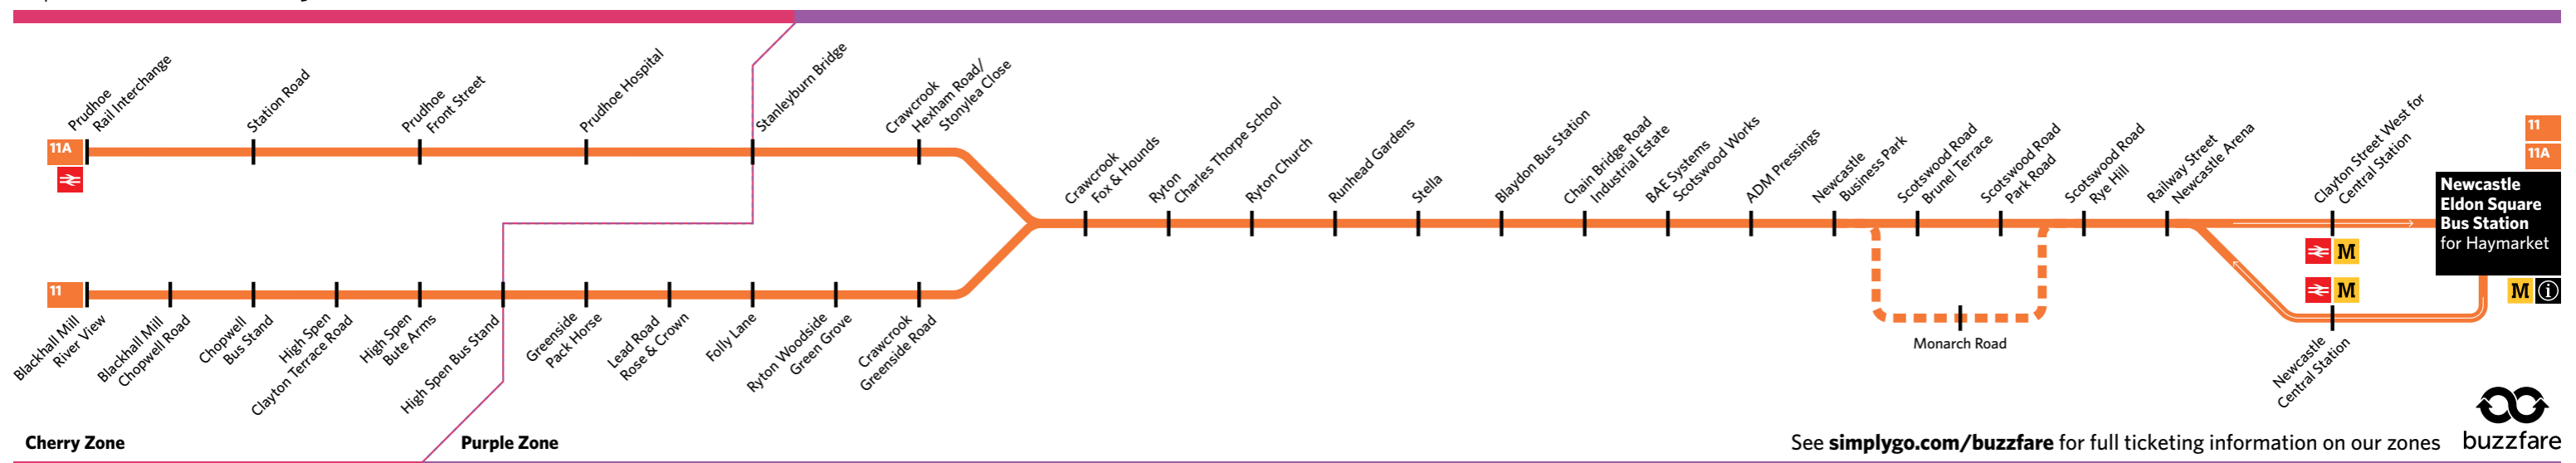 11A
Prudhoe
Rail Interchange
Station Road
Prudhoe
Front Street
Prudhoe Hospital
Stanleyburn Bridge
Crawcrook
Hexham Road/
Stonylea Close
11
Blackhall Mill
River View
Blackhall Mill
Chopwell Road
Chopwell
Bus Stand
High Spen
Clayton Terrace Road
High Spen
Bute Arms
High Spen Bus Stand
Greenside
Pack Horse
Lead Road
Rose & Crown
Folly Lane
Ryton Woodside
Green Grove
Crawcrook
Greenside Road
Crawcrook
Fox & Hounds
Ryton
Charles Thorpe School
Ryton Church
Runhead Gardens
Stella
Blaydon Bus Station
Chain Bridge Road
Industrial Estate
BAE Systems
Scotswood Works
ADM Pressings
Newcastle
Business Park
Scotswood Road
Brunel Terrace
Scotswood Road
Park Road
Monarch Road
Scotswood Road
Rye Hill
Railway Street
Newcastle Arena
Clayton Street West for
Central Station
M
M
Newcastle
Central Station
11
11A
Newcastle
Eldon Square
Bus Station
for Haymarket
M i
Cherry Zone
Purple Zone
See simplygo.com/buzzfare for full ticketing information on our zones
buzzfare